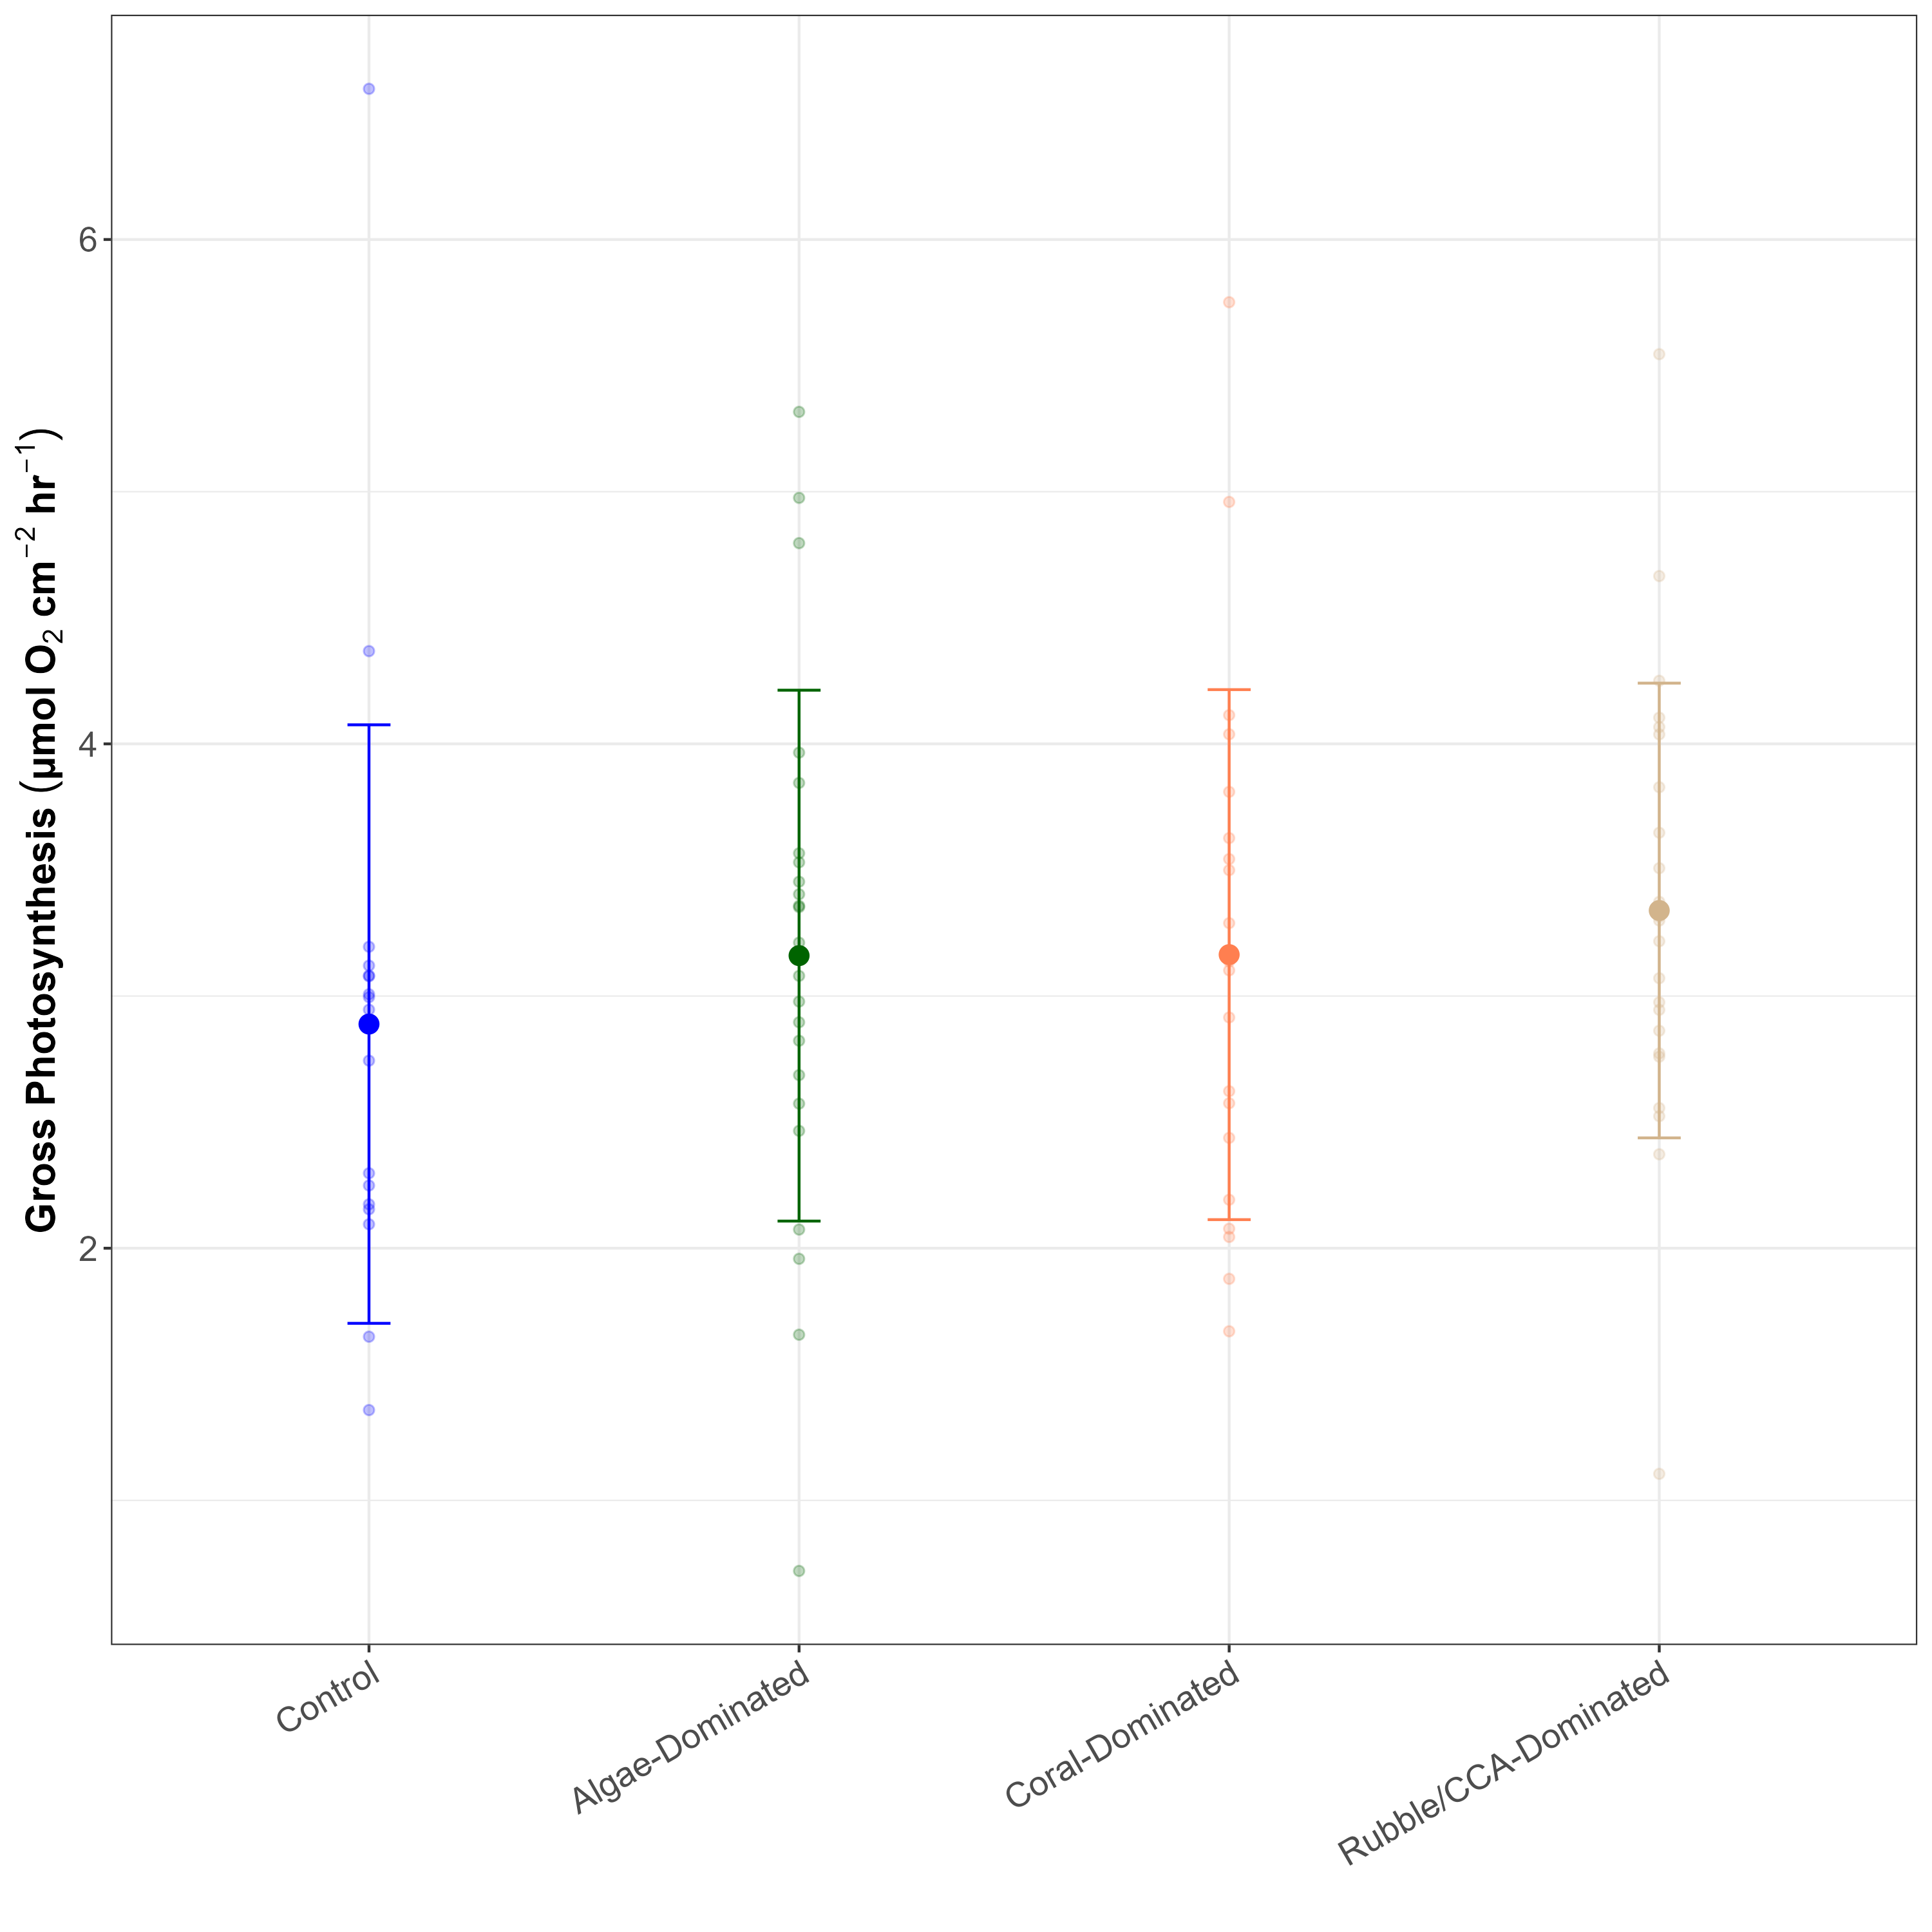 Gross Photosynthesis (µmol O₂ cm⁻² hr⁻¹)
6
4
2
Control
Algae-Dominated
Coral-Dominated
Rubble/CCA-Dominated